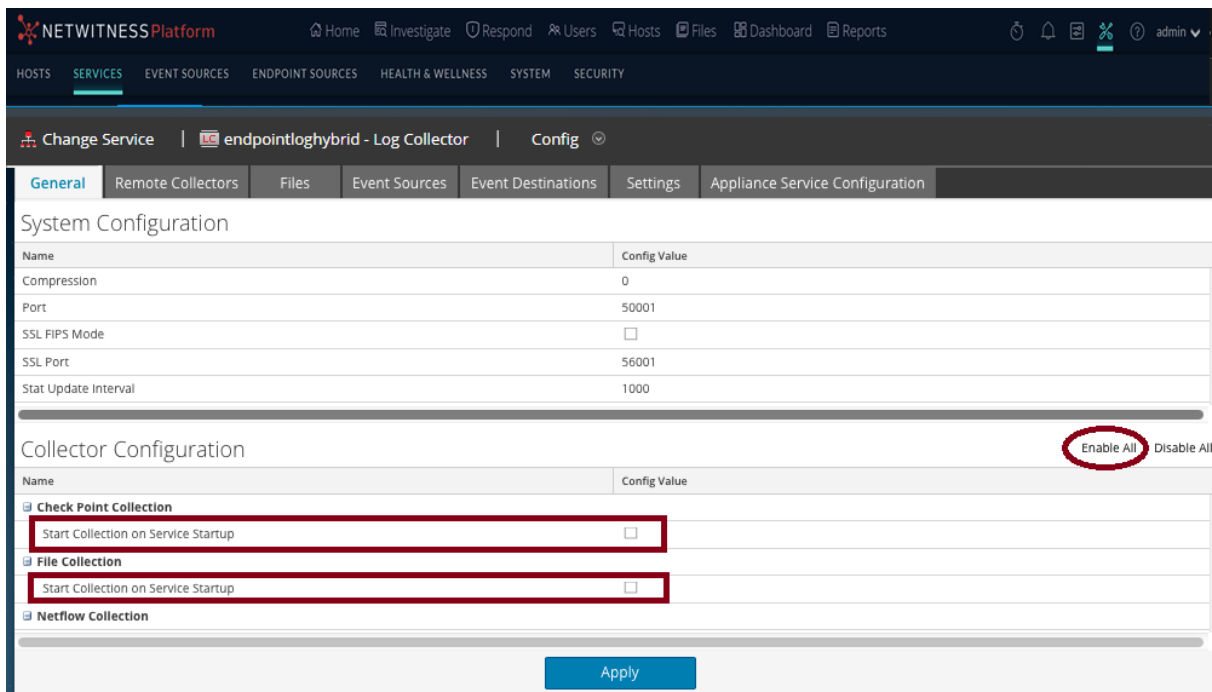 NETWITNESS Platform Home Investigate Respond Users Hosts Files Dashboard Reports admin
HOSTS SERVICES EVENT SOURCES ENDPOINT SOURCES HEALTH & WELLNESS SYSTEM SECURITY
Change Service | LC endpointloghybrid - Log Collector | Config
General Remote Collectors Files Event Sources Event Destinations Settings Appliance Service Configuration
System Configuration
Name Config Value
Compression 0
Port 50001
SSL FIPS Mode
SSL Port 56001
Stat Update Interval 1000
Collector Configuration Enable All Disable All
Name Config Value
Check Point Collection
Start Collection on Service Startup
File Collection
Start Collection on Service Startup
Netflow Collection
Apply